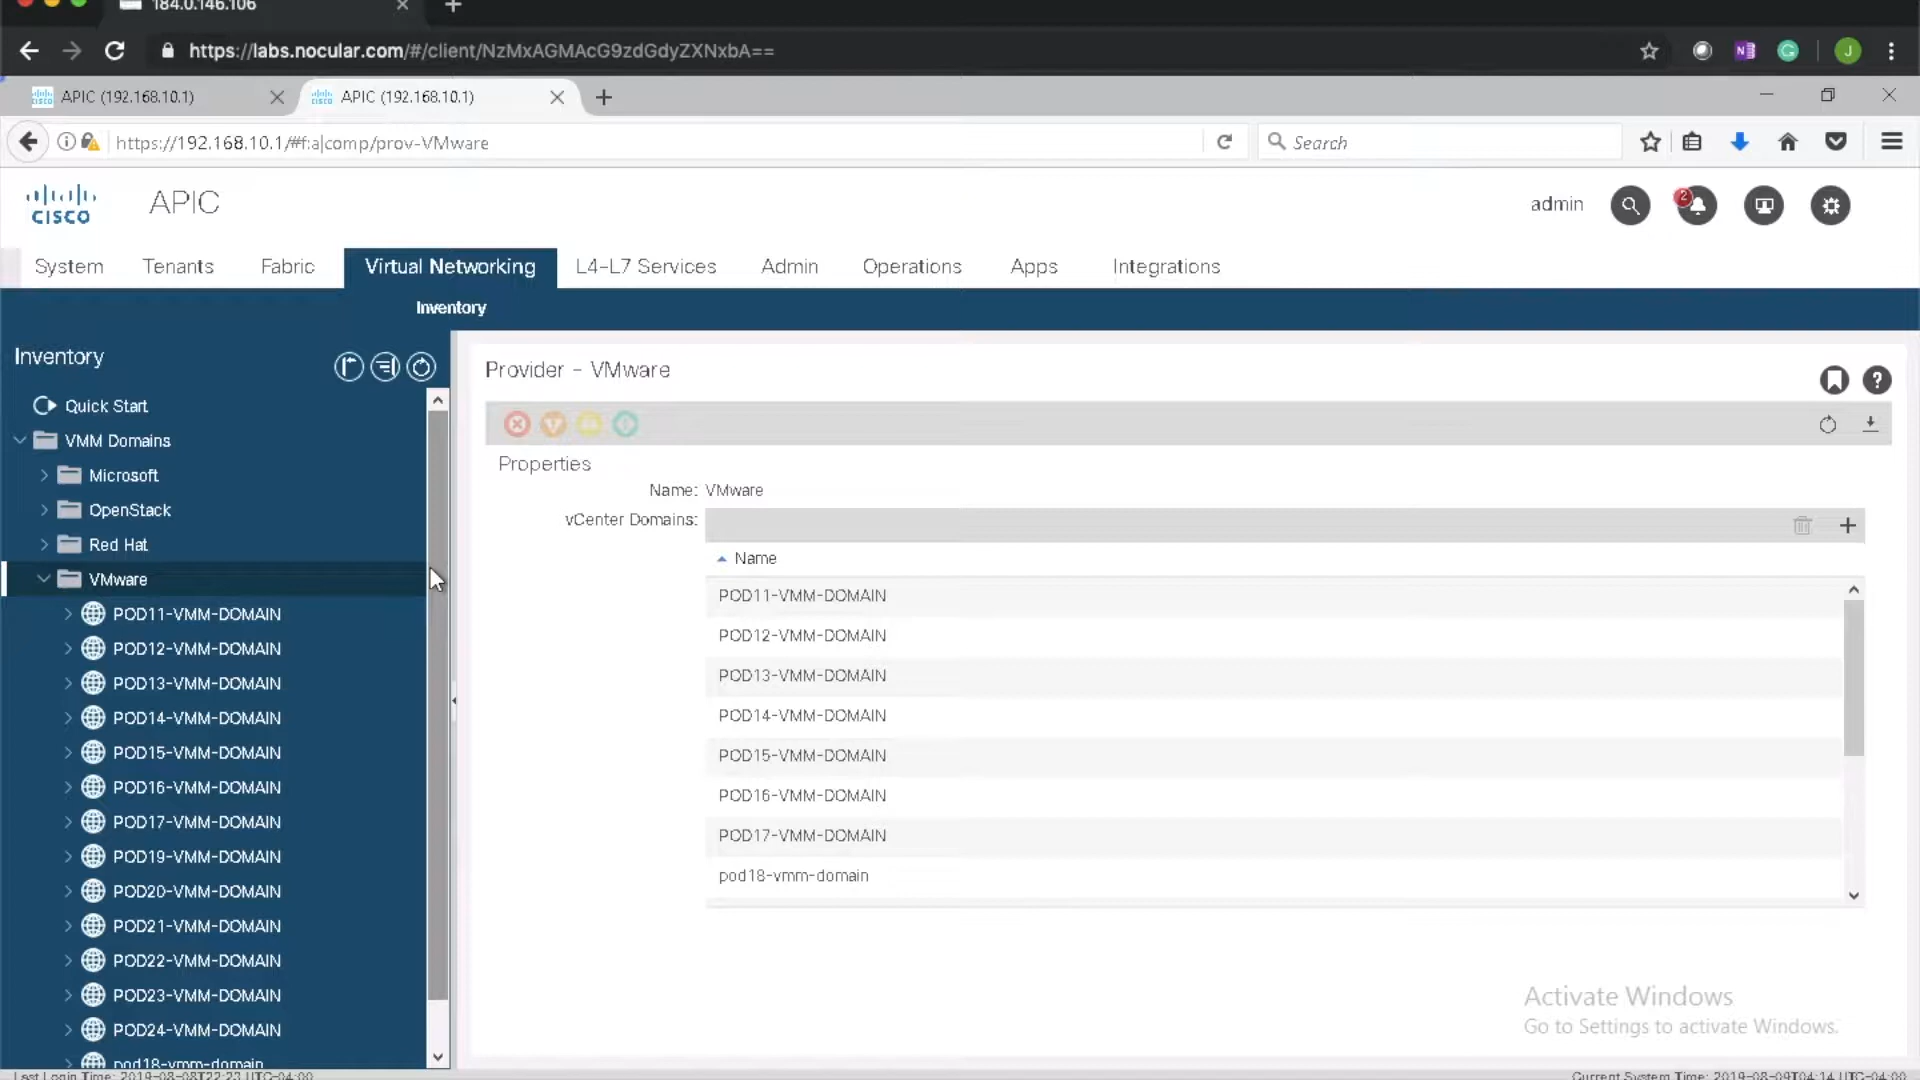 184.0.146.106
https://labs.nocular.com/#/client/NzMxAGMAcG9zdGdyZXNxbA==
J
APIC (192.168.10.1)
APIC (192.168.10.1)
https://192.168.10.1/#f:a|comp/prov-VMware
Search
CISCO
APIC
admin
2
System
Tenants
Fabric
Virtual Networking
L4-L7 Services
Admin
Operations
Apps
Integrations
Inventory
Inventory
Quick Start
VMM Domains
Microsoft
OpenStack
Red Hat
VMware
POD11-VMM-DOMAIN
POD12-VMM-DOMAIN
POD13-VMM-DOMAIN
POD14-VMM-DOMAIN
POD15-VMM-DOMAIN
POD16-VMM-DOMAIN
POD17-VMM-DOMAIN
POD19-VMM-DOMAIN
POD20-VMM-DOMAIN
POD21-VMM-DOMAIN
POD22-VMM-DOMAIN
POD23-VMM-DOMAIN
POD24-VMM-DOMAIN
pod18-vmm-domain
Provider - VMware
Properties
Name: VMware
vCenter Domains:
Name
POD11-VMM-DOMAIN
POD12-VMM-DOMAIN
POD13-VMM-DOMAIN
POD14-VMM-DOMAIN
POD15-VMM-DOMAIN
POD16-VMM-DOMAIN
POD17-VMM-DOMAIN
pod18-vmm-domain
Activate Windows
Go to Settings to activate Windows.
Last Login Time: 2019-08-08T22:23 UTC-04:00
Current System Time: 2019-08-09T04:14 UTC-04:00